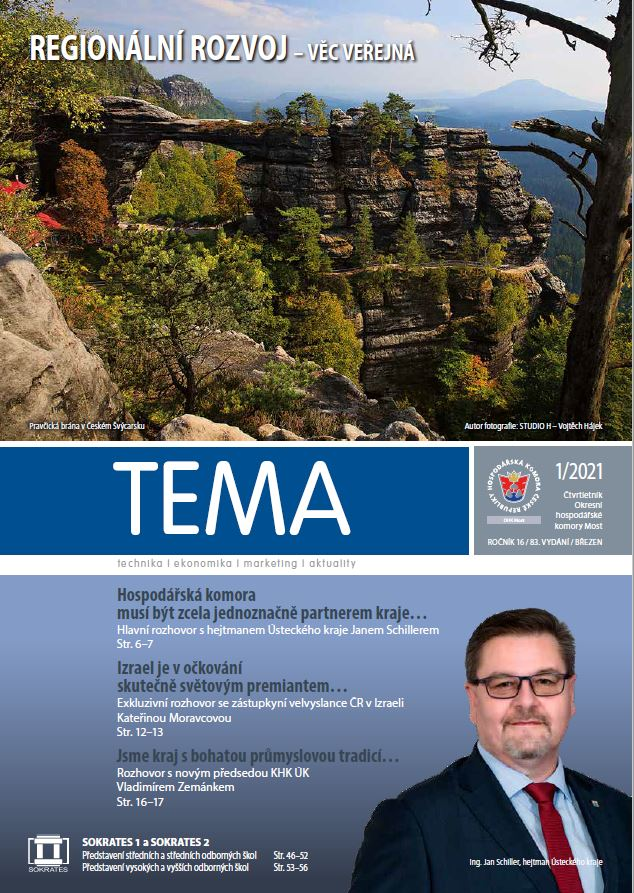 REGIONÁLNÍ ROZVOJ – VĚC VEŘEJNÁ
Pravčická brána v Českém Švýcarsku
Autor fotografie: STUDIO H – Vojtěch Hájek
TEMA
HOSPODÁŘSKÁ KOMORA ČESKÉ REPUBLIKY
OHK Most
1/2021
Čtvrtletník
Okresní
hospodářské
komory Most
ROČNÍK 16 / 83. VYDÁNÍ / BŘEZEN
technika I ekonomika I marketing I aktuality
Hospodářská komora
musí být zcela jednoznačně partnerem kraje…
Hlavní rozhovor s hejtmanem Ústeckého kraje Janem Schillerem
Str. 6–7
Izrael je v očkování
skutečně světovým premiantem…
Exkluzivní rozhovor se zástupkyní velvyslance ČR v Izraeli
Kateřinou Moravcovou
Str. 12–13
Jsme kraj s bohatou průmyslovou tradicí…
Rozhovor s novým předsedou KHK ÚK
Vladimírem Zemánkem
Str. 16–17
SOKRATES
SOKRATES 1 a SOKRATES 2
Představení středních a středních odborných škol Str. 46–52
Představení vysokých a vyšších odborných škol Str. 53–56
Ing. Jan Schiller, hejtman Ústeckého kraje